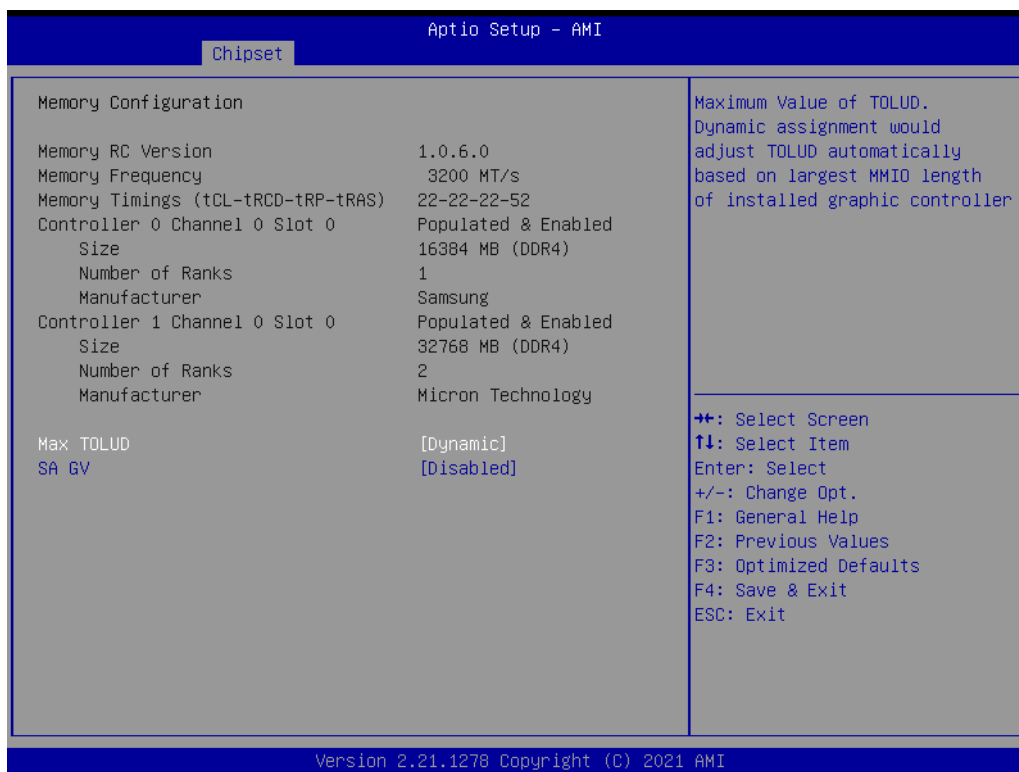 Aptio Setup – AMI
Chipset
Memory Configuration
Memory RC Version 1.0.6.0
Memory Frequency 3200 MT/s
Memory Timings (tCL-tRCD-tRP-tRAS) 22-22-22-52
Controller 0 Channel 0 Slot 0 Populated & Enabled
Size 16384 MB (DDR4)
Number of Ranks 1
Manufacturer Samsung
Controller 1 Channel 0 Slot 0 Populated & Enabled
Size 32768 MB (DDR4)
Number of Ranks 2
Manufacturer Micron Technology
Max TOLUD [Dynamic]
SA GV [Disabled]
Maximum Value of TOLUD.
Dynamic assignment would
adjust TOLUD automatically
based on largest MMIO length
of installed graphic controller
→←: Select Screen
↑↓: Select Item
Enter: Select
+/-: Change Opt.
F1: General Help
F2: Previous Values
F3: Optimized Defaults
F4: Save & Exit
ESC: Exit
Version 2.21.1278 Copyright (C) 2021 AMI